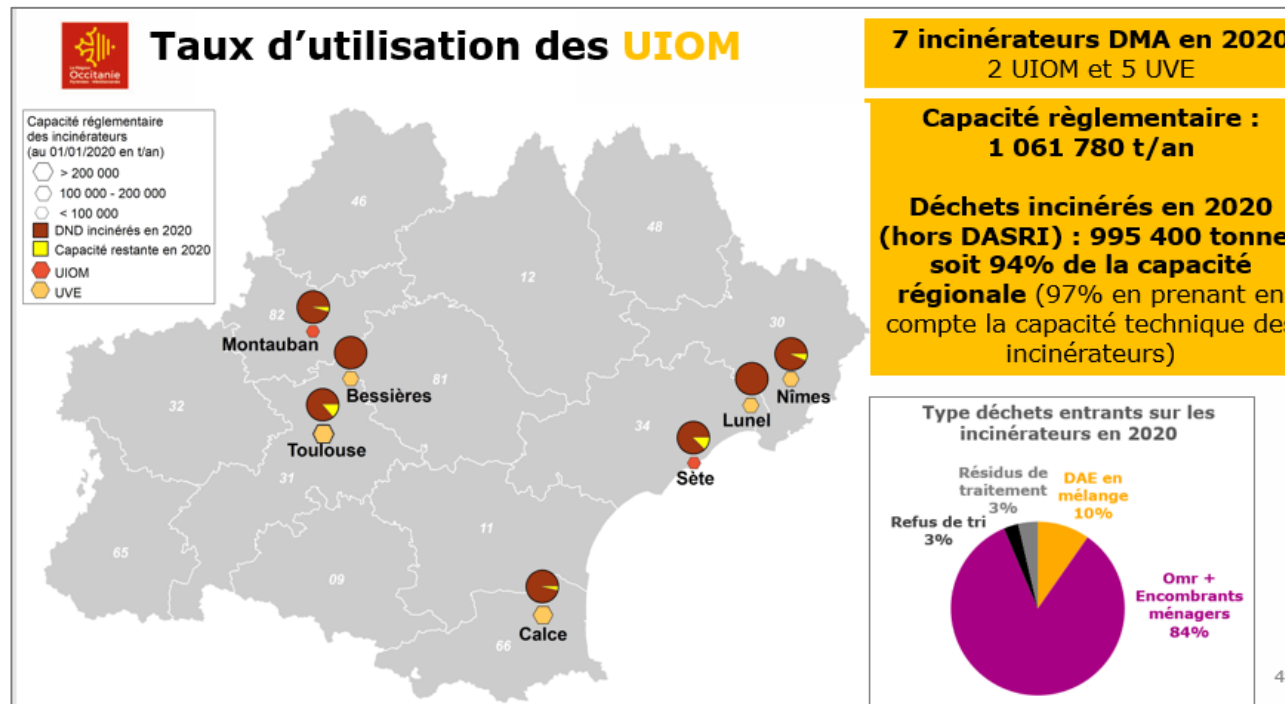 La Région
Occitanie
Pyrénées - Méditerranée
Taux d'utilisation des UIOM
7 incinérateurs DMA en 2020
2 UIOM et 5 UVE
Capacité réglementaire
des incinérateurs
(au 01/01/2020 en t/an)
> 200 000
100 000 - 200 000
< 100 000
DND incinérés en 2020
Capacité restante en 2020
UIOM
UVE
Capacité règlementaire :
1 061 780 t/an
Déchets incinérés en 2020
(hors DASRI) : 995 400 tonne
soit 94% de la capacité
régionale (97% en prenant en
compte la capacité technique des
incinérateurs)
46
48
12
82
30
Montauban
Bessières
81
Nîmes
Lunel
32
Toulouse
34
Sète
31
11
65
09
Calce
66
Type déchets entrants sur les
incinérateurs en 2020
Résidus de
traitement
3%
DAE en
mélange
10%
Refus de tri
3%
Omr +
Encombrants
ménagers
84%
4